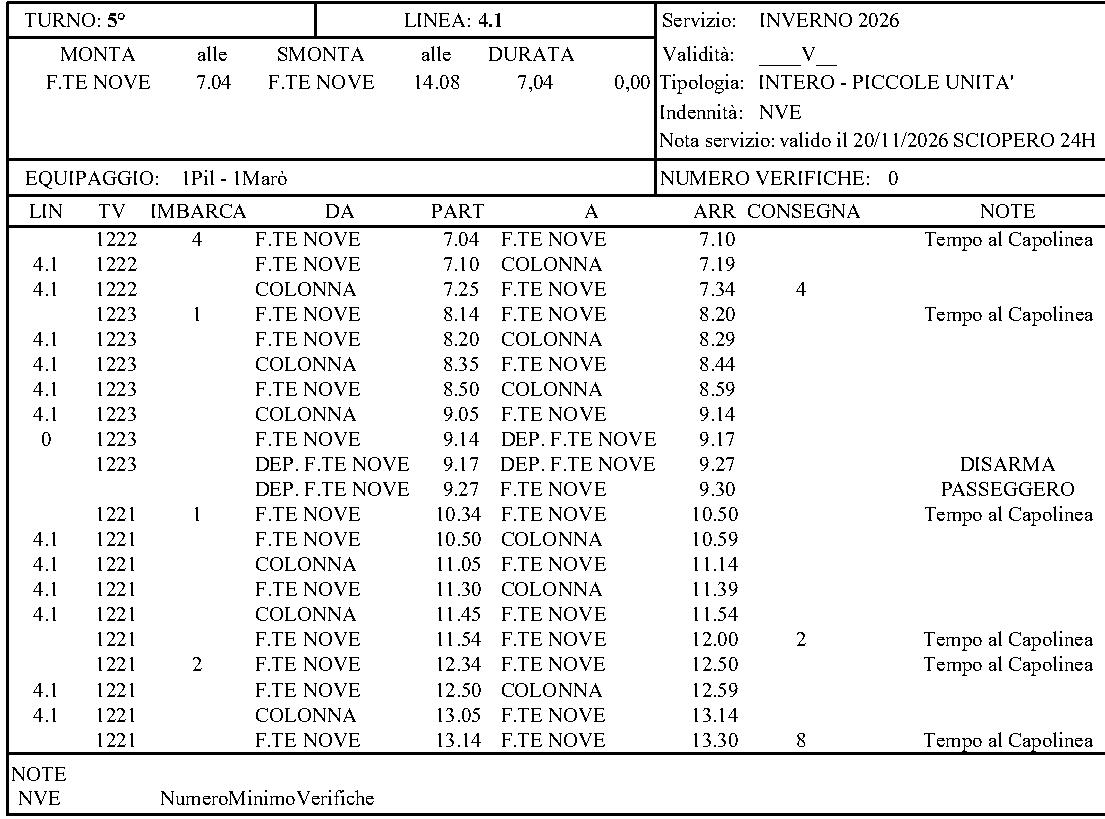 TURNO: 5° LINEA: 4.1
MONTA alle SMONTA alle DURATA
F.TE NOVE 7.04 F.TE NOVE 14.08 7,04 0,00
Servizio: INVERNO 2026
Validità: ____V__
Tipologia: INTERO - PICCOLE UNITA'
Indennità: NVE
Nota servizio: valido il 20/11/2026 SCIOPERO 24H
EQUIPAGGIO: 1Pil - 1Marò NUMERO VERIFICHE: 0
LIN TV IMBARCA DA PART A ARR CONSEGNA NOTE
1222 4 F.TE NOVE 7.04 F.TE NOVE 7.10 Tempo al Capolinea
4.1 1222 F.TE NOVE 7.10 COLONNA 7.19
4.1 1222 COLONNA 7.25 F.TE NOVE 7.34 4
1223 1 F.TE NOVE 8.14 F.TE NOVE 8.20 Tempo al Capolinea
4.1 1223 F.TE NOVE 8.20 COLONNA 8.29
4.1 1223 COLONNA 8.35 F.TE NOVE 8.44
4.1 1223 F.TE NOVE 8.50 COLONNA 8.59
4.1 1223 COLONNA 9.05 F.TE NOVE 9.14
0 1223 F.TE NOVE 9.14 DEP. F.TE NOVE 9.17
1223 DEP. F.TE NOVE 9.17 DEP. F.TE NOVE 9.27 DISARMA
DEP. F.TE NOVE 9.27 F.TE NOVE 9.30 PASSEGGERO
1221 1 F.TE NOVE 10.34 F.TE NOVE 10.50 Tempo al Capolinea
4.1 1221 F.TE NOVE 10.50 COLONNA 10.59
4.1 1221 COLONNA 11.05 F.TE NOVE 11.14
4.1 1221 F.TE NOVE 11.30 COLONNA 11.39
4.1 1221 COLONNA 11.45 F.TE NOVE 11.54
1221 F.TE NOVE 11.54 F.TE NOVE 12.00 2 Tempo al Capolinea
1221 2 F.TE NOVE 12.34 F.TE NOVE 12.50 Tempo al Capolinea
4.1 1221 F.TE NOVE 12.50 COLONNA 12.59
4.1 1221 COLONNA 13.05 F.TE NOVE 13.14
1221 F.TE NOVE 13.14 F.TE NOVE 13.30 8 Tempo al Capolinea
NOTE
NVE NumeroMinimoVerifiche